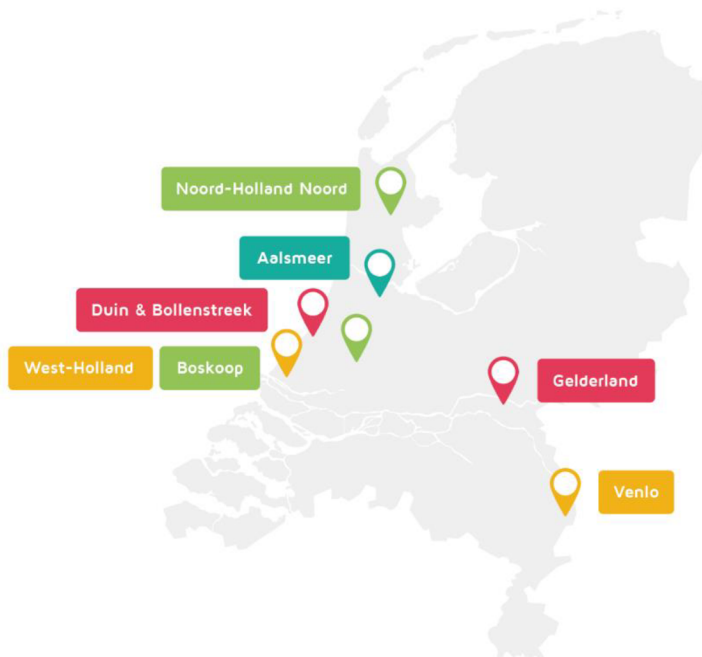 Noord-Holland Noord
Aalsmeer
Duin & Bollenstreek
West-Holland
Boskoop
Gelderland
Venlo